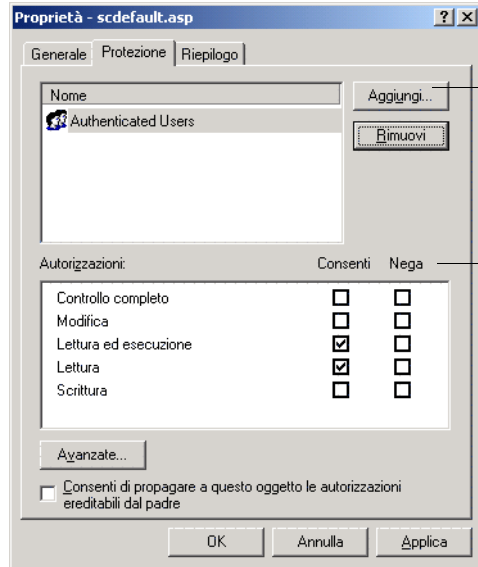 Proprietà - scdefault.asp
Generale Protezione Riepilogo
Nome
Aggiungi...
Authenticated Users
Rimuovi
Autorizzazioni: Consenti Nega
Controllo completo
Modifica
Lettura ed esecuzione
Lettura
Scrittura
Avanzate...
Consenti di propagare a questo oggetto le autorizzazioni
ereditabili dal padre
OK Annulla Applica